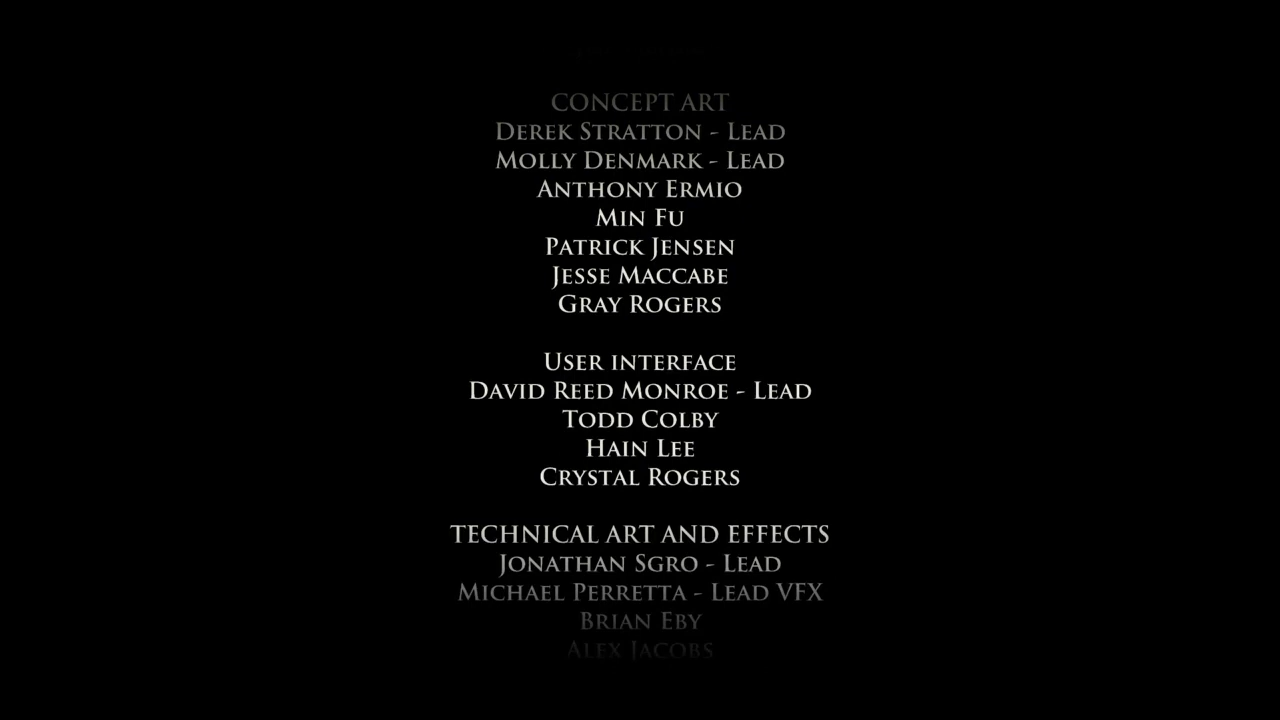 CONCEPT ART
DEREK STRATTON - LEAD
MOLLY DENMARK - LEAD
ANTHONY ERMIO
MIN FU
PATRICK JENSEN
JESSE MACCABE
GRAY ROGERS
USER INTERFACE
DAVID REED MONROE - LEAD
TODD COLBY
HAIN LEE
CRYSTAL ROGERS
TECHNICAL ART AND EFFECTS
JONATHAN SGRO - LEAD
MICHAEL PERRETTA - LEAD VFX
BRIAN EBY
ALEX JACOBS